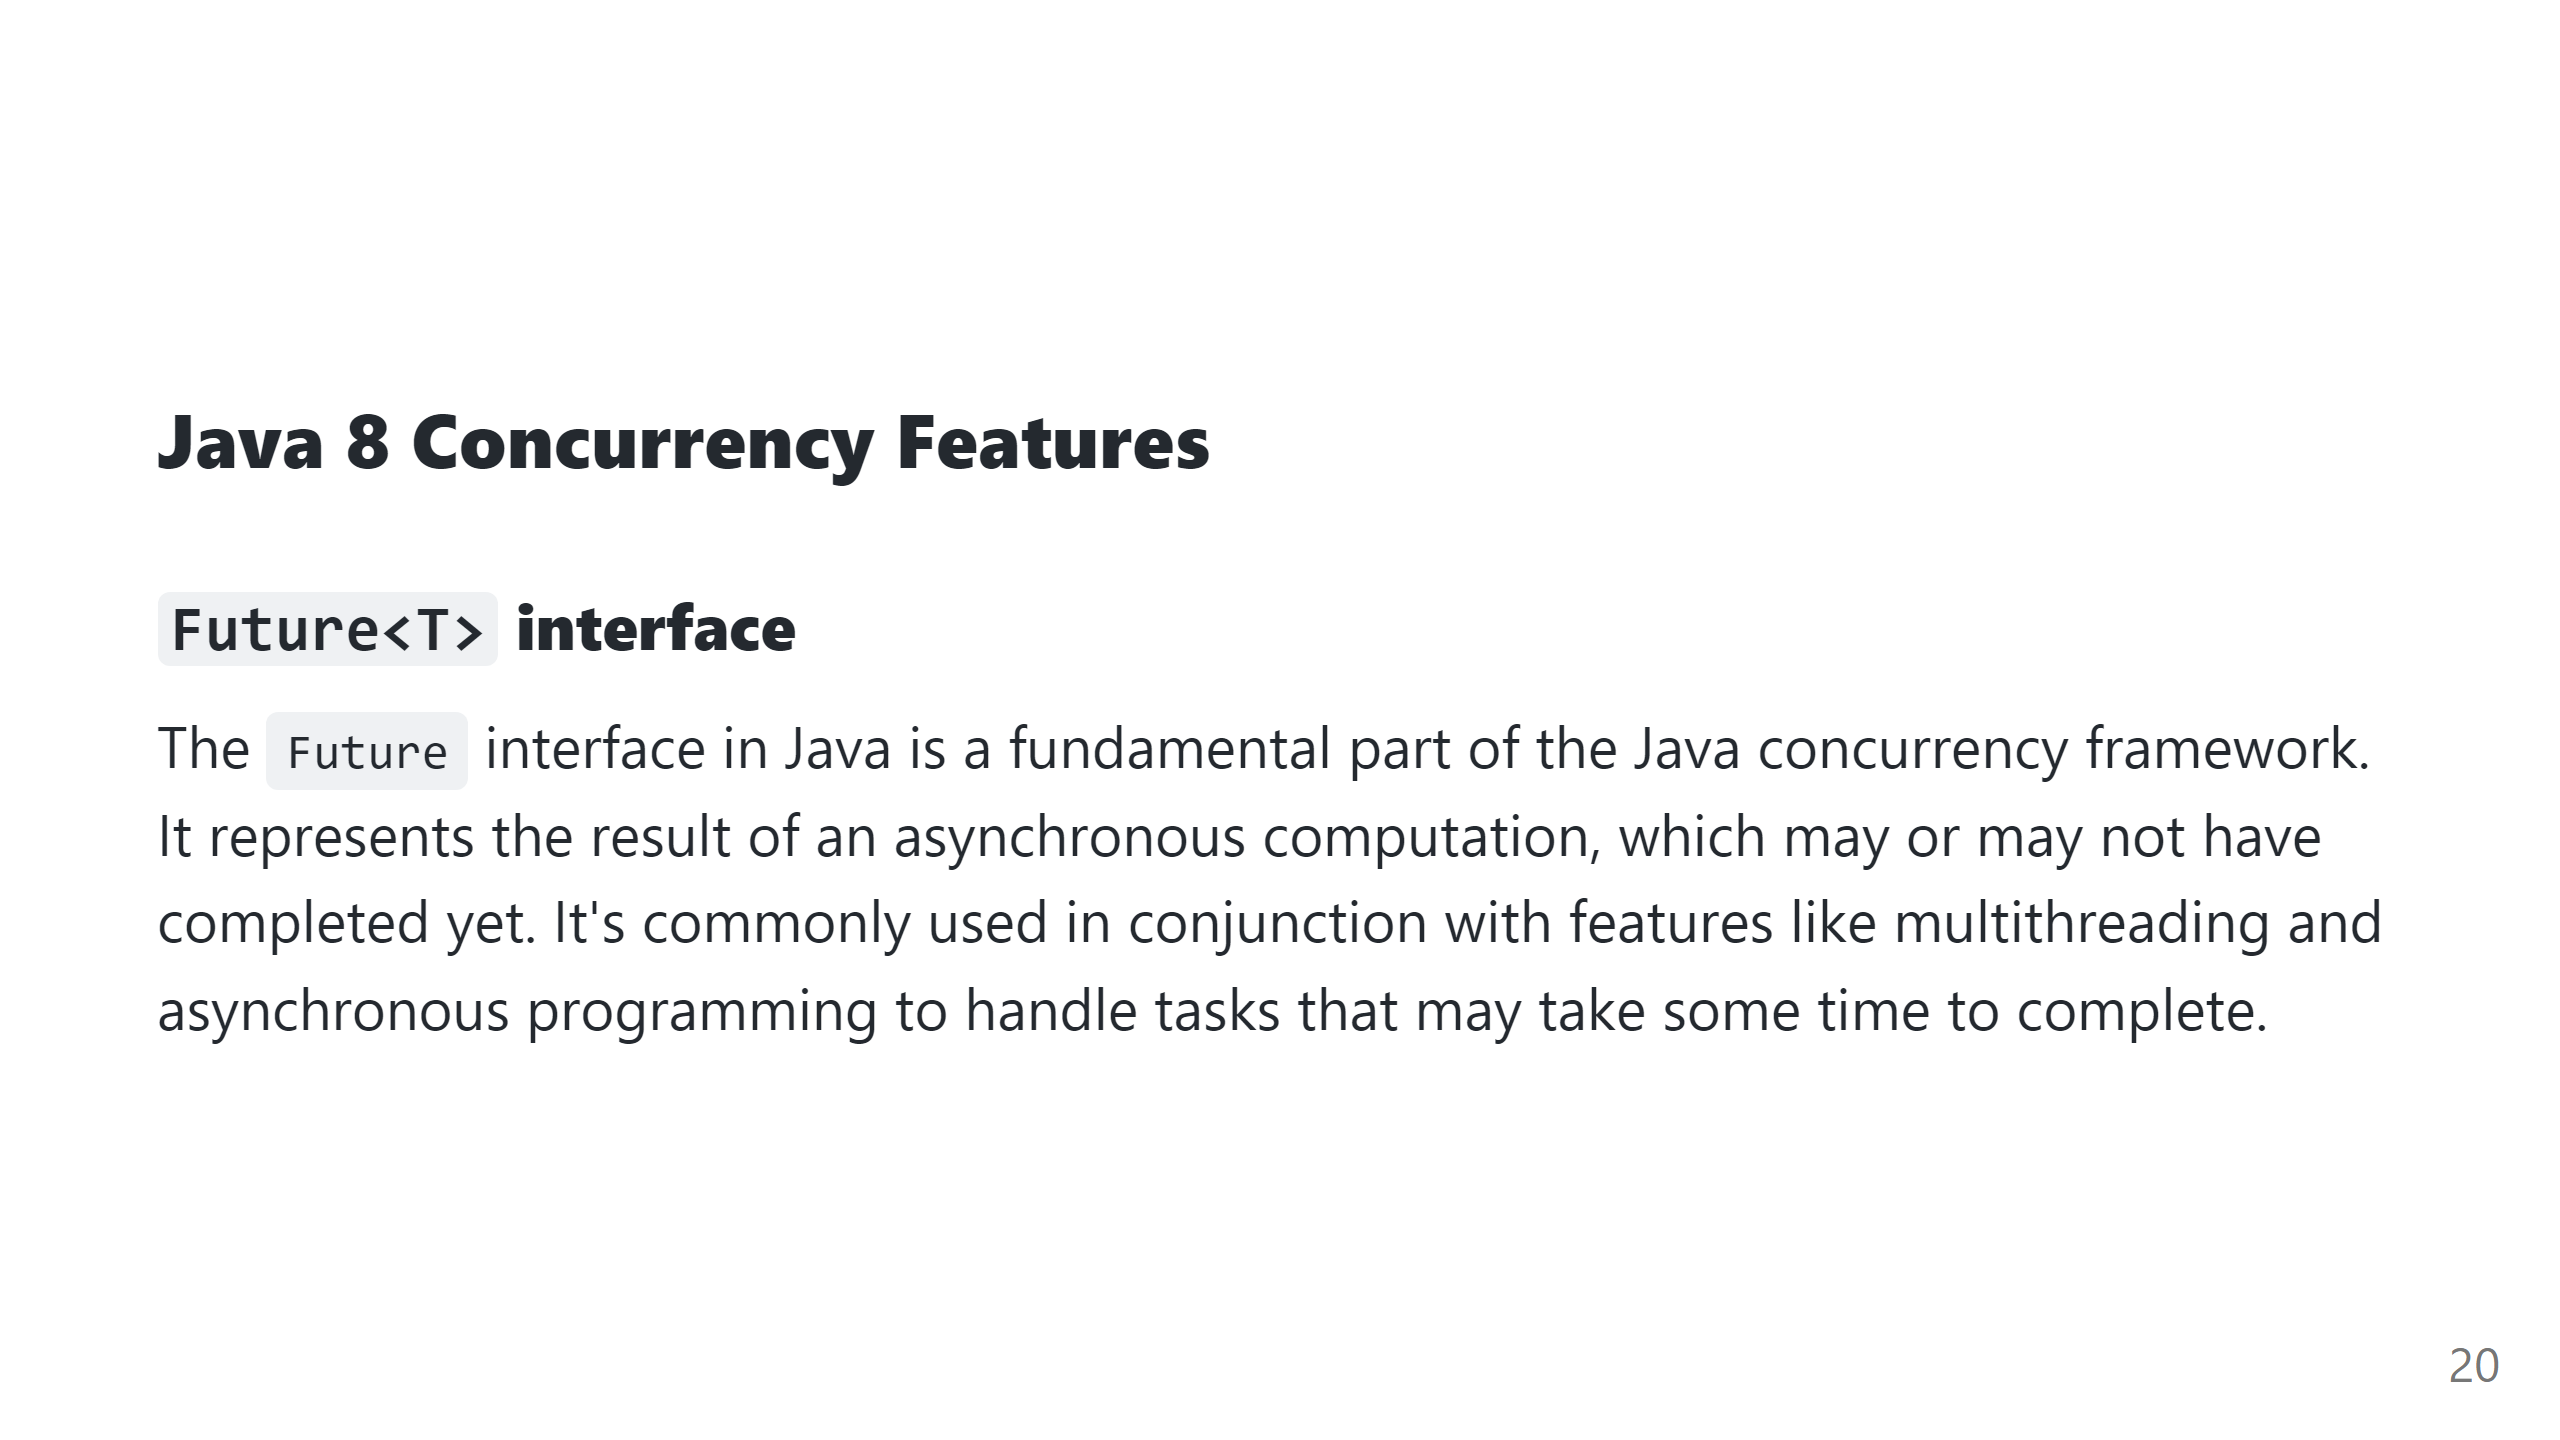 Java 8 Concurrency Features
Future<T> interface
The Future interface in Java is a fundamental part of the Java concurrency framework.
It represents the result of an asynchronous computation, which may or may not have
completed yet. It's commonly used in conjunction with features like multithreading and
asynchronous programming to handle tasks that may take some time to complete.
20